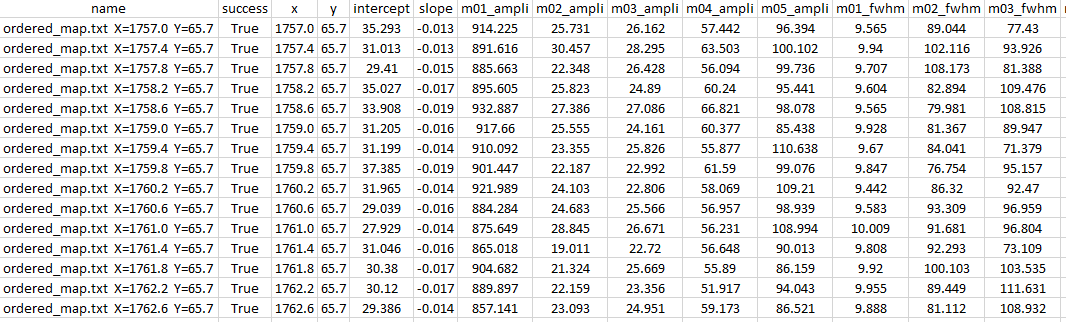 name success x y intercept slope m01_ampli m02_ampli m03_ampli m04_ampli m05_ampli m01_fwhm m02_fwhm m03_fwhm
ordered_map.txt X=1757.0 Y=65.7 True 1757.0 65.7 35.293 -0.013 914.225 25.731 26.162 57.442 96.394 9.565 89.044 77.43
ordered_map.txt X=1757.4 Y=65.7 True 1757.4 65.7 31.013 -0.013 891.616 30.457 28.295 63.503 100.102 9.94 102.116 93.926
ordered_map.txt X=1757.8 Y=65.7 True 1757.8 65.7 29.41 -0.015 885.663 22.348 26.428 56.094 99.736 9.707 108.173 81.388
ordered_map.txt X=1758.2 Y=65.7 True 1758.2 65.7 35.027 -0.017 895.605 25.823 24.89 60.24 95.441 9.604 82.894 109.476
ordered_map.txt X=1758.6 Y=65.7 True 1758.6 65.7 33.908 -0.019 932.887 27.386 27.086 66.821 98.078 9.565 79.981 108.815
ordered_map.txt X=1759.0 Y=65.7 True 1759.0 65.7 31.205 -0.016 917.66 25.555 24.161 60.377 85.438 9.928 81.367 89.947
ordered_map.txt X=1759.4 Y=65.7 True 1759.4 65.7 31.199 -0.014 910.092 23.355 25.826 55.877 110.638 9.67 84.041 71.379
ordered_map.txt X=1759.8 Y=65.7 True 1759.8 65.7 37.385 -0.019 901.447 22.187 22.992 61.59 99.076 9.847 76.754 95.157
ordered_map.txt X=1760.2 Y=65.7 True 1760.2 65.7 31.965 -0.014 921.989 24.103 22.806 58.069 109.21 9.442 86.32 92.47
ordered_map.txt X=1760.6 Y=65.7 True 1760.6 65.7 29.039 -0.016 884.284 24.683 25.566 56.957 98.939 9.583 93.309 96.959
ordered_map.txt X=1761.0 Y=65.7 True 1761.0 65.7 27.929 -0.014 875.649 28.845 26.671 56.231 108.994 10.009 91.681 96.804
ordered_map.txt X=1761.4 Y=65.7 True 1761.4 65.7 31.046 -0.016 865.018 19.011 22.72 56.648 90.013 9.808 92.293 73.109
ordered_map.txt X=1761.8 Y=65.7 True 1761.8 65.7 30.38 -0.017 904.682 21.324 25.669 55.89 86.159 9.92 100.103 103.535
ordered_map.txt X=1762.2 Y=65.7 True 1762.2 65.7 30.12 -0.017 889.897 22.159 23.356 51.917 94.043 9.955 89.449 111.631
ordered_map.txt X=1762.6 Y=65.7 True 1762.6 65.7 29.386 -0.014 857.141 23.093 24.951 59.173 86.521 9.888 81.112 108.932